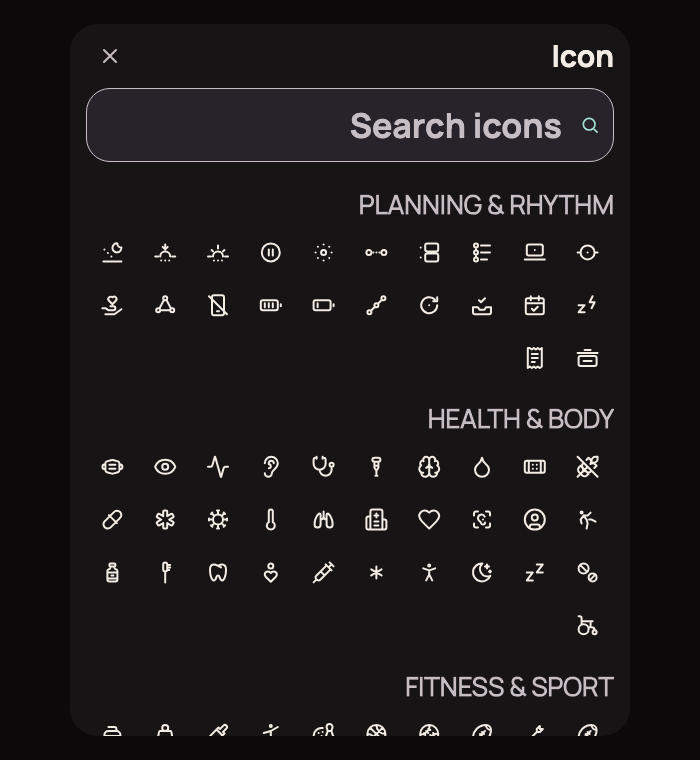 Icon
Search icons
PLANNING & RHYTHM
HEALTH & BODY
FITNESS & SPORT